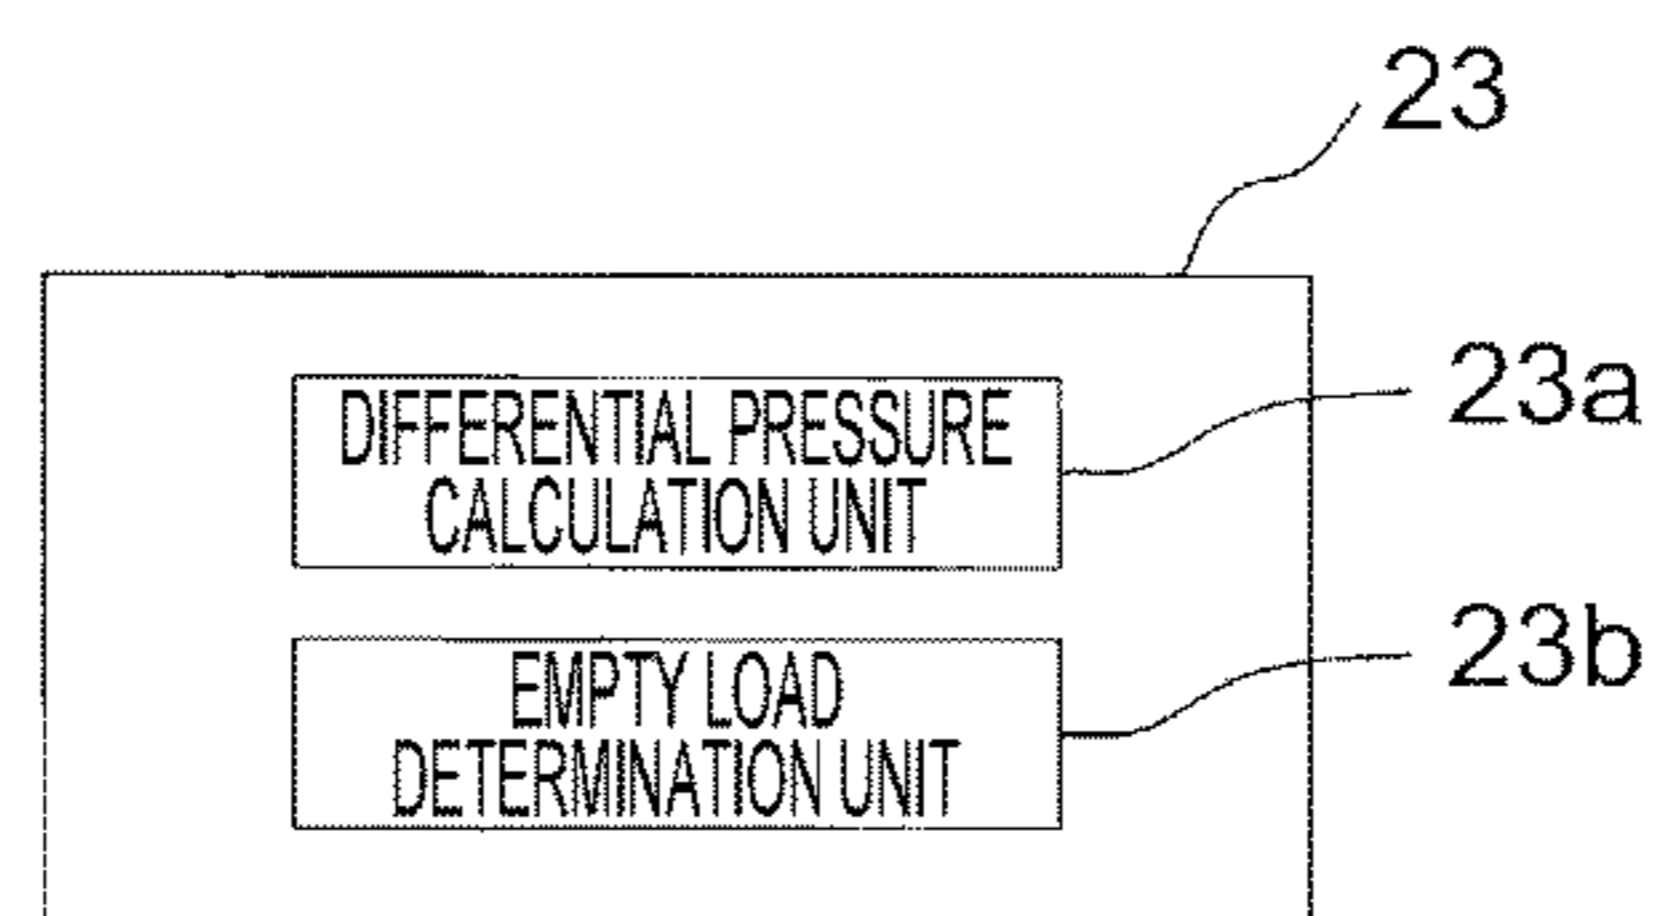 23
DIFFERENTIAL PRESSURE
CALCULATION UNIT
23a
EMPTY LOAD
DETERMINATION UNIT
23b